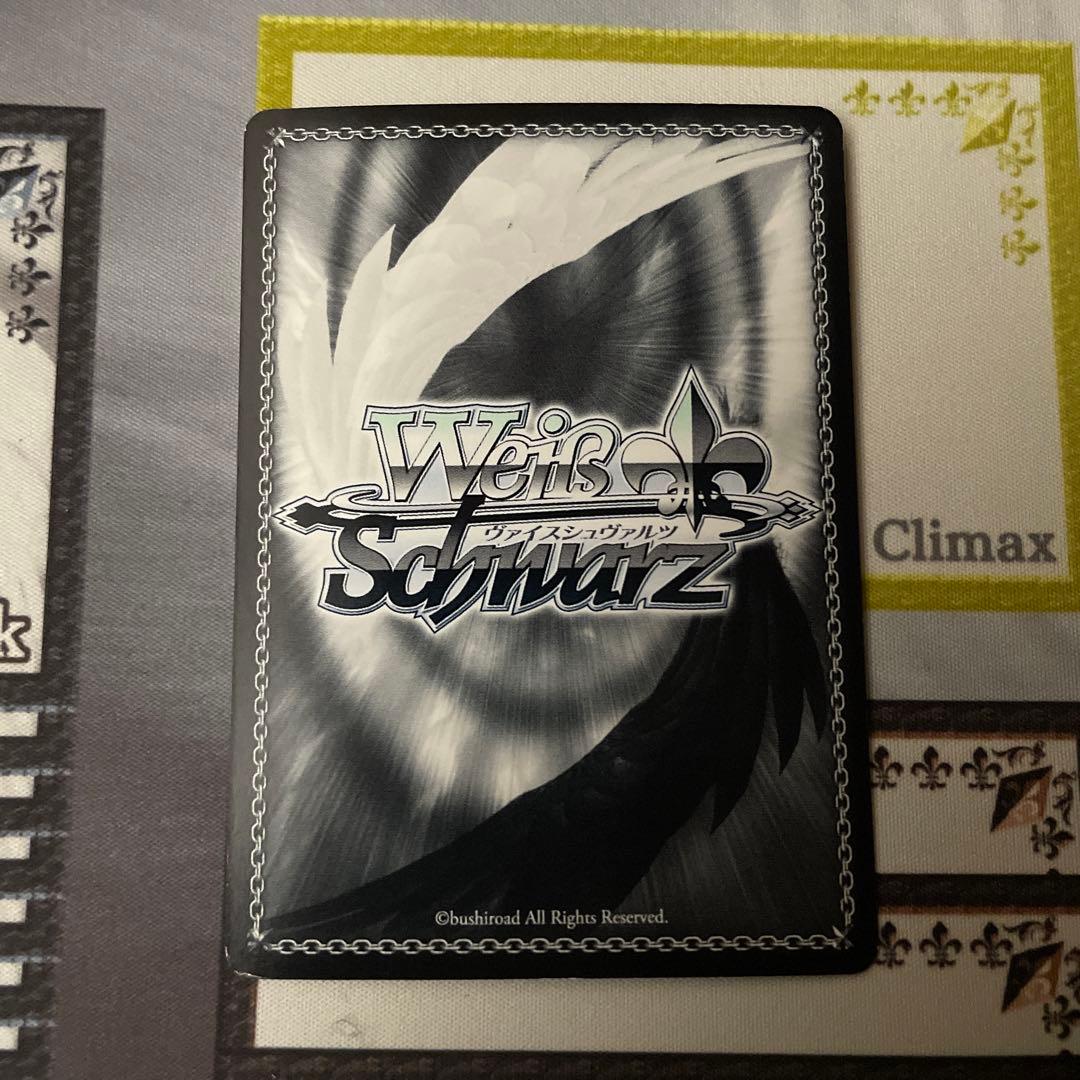 Weiß
ヴァイスシュヴァルツ
Schwarz
©bushiroad All Rights Reserved.
Climax
k